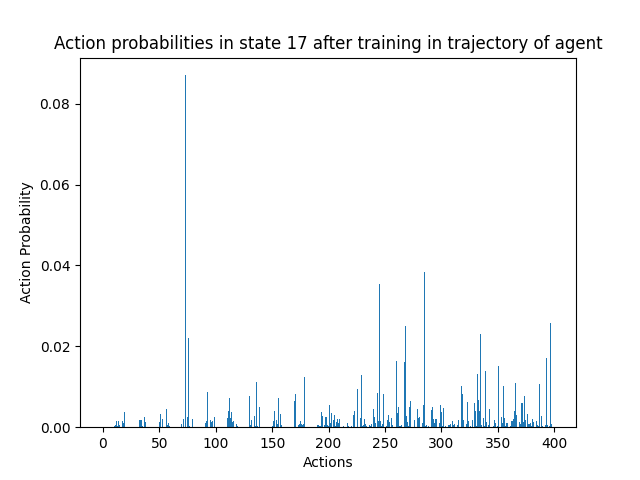 Action probabilities in state 17 after training in trajectory of agent
0.08
0.06
0.04
0.02
0.00
Action Probability
0 50 100 150 200 250 300 350 400
Actions